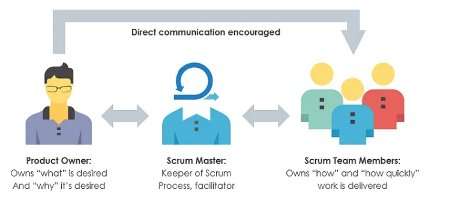 Direct communication encouraged
Product Owner:
Owns “what” is desired
And “why” it’s desired
Scrum Master:
Keeper of Scrum
Process, facilitator
Scrum Team Members:
Owns “how” and “how quickly”
work is delivered